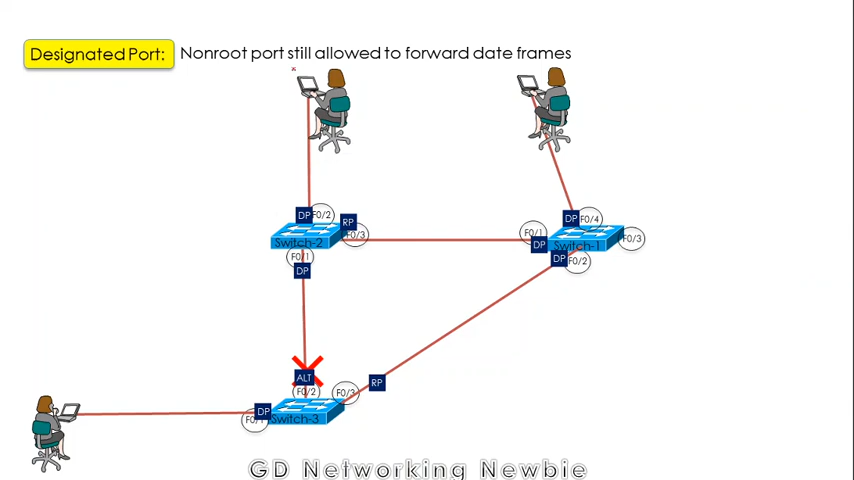 Designated Port: Nonroot port still allowed to forward date frames
DP F0/2 RP F0/3
Switch-2
F0/1
DP
DP F0/4
F0/1 DP
Switch-1
F0/3
DP F0/2
ALT
F0/2
F0/3
RP
DP
F0/1
Switch-3
GD Networking Newbie